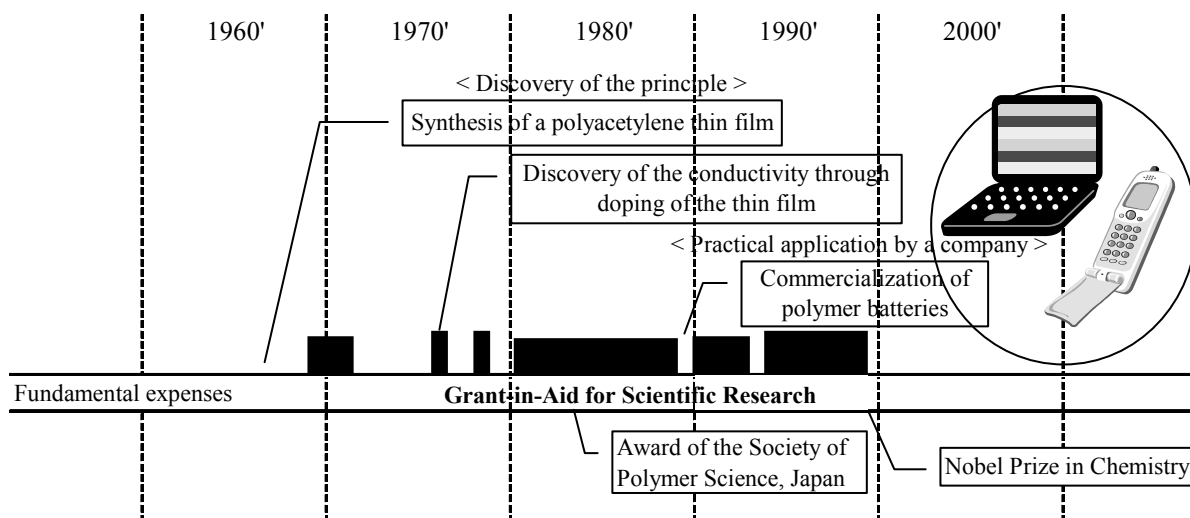 1960'
1970'
1980'
1990'
2000'
< Discovery of the principle >
Synthesis of a polyacetylene thin film
Discovery of the conductivity through
doping of the thin film
< Practical application by a company >
Commercialization of
polymer batteries
Fundamental expenses
Grant-in-Aid for Scientific Research
Award of the Society of
Polymer Science, Japan
Nobel Prize in Chemistry